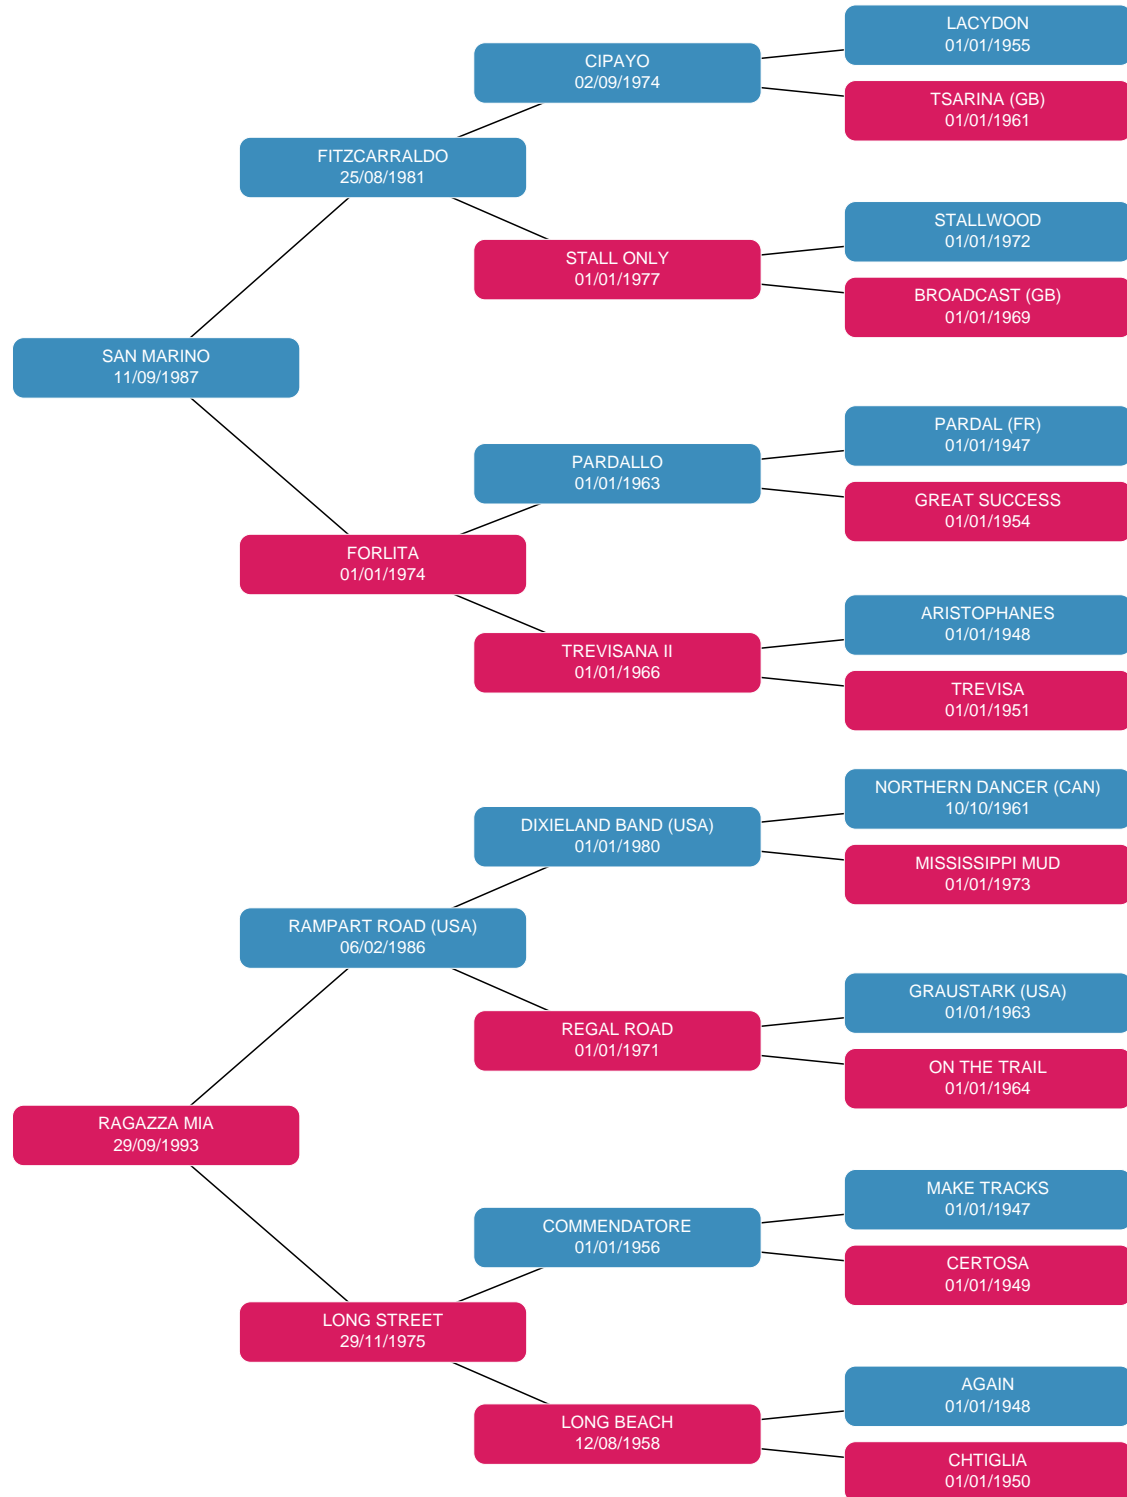 LACYDON
01/01/1955
CIPAYO
02/09/1974
TSARINA (GB)
01/01/1961
FITZCARRALDO
25/08/1981
STALLWOOD
01/01/1972
STALL ONLY
01/01/1977
BROADCAST (GB)
01/01/1969
SAN MARINO
11/09/1987
PARDAL (FR)
01/01/1947
PARDALLO
01/01/1963
GREAT SUCCESS
01/01/1954
FORLITA
01/01/1974
ARISTOPHANES
01/01/1948
TREVISANA II
01/01/1966
TREVISA
01/01/1951
NORTHERN DANCER (CAN)
10/10/1961
DIXIELAND BAND (USA)
01/01/1980
MISSISSIPPI MUD
01/01/1973
RAMPART ROAD (USA)
06/02/1986
GRAUSTARK (USA)
01/01/1963
REGAL ROAD
01/01/1971
ON THE TRAIL
01/01/1964
RAGAZZA MIA
29/09/1993
MAKE TRACKS
01/01/1947
COMMENDATORE
01/01/1956
CERTOSA
01/01/1949
LONG STREET
29/11/1975
AGAIN
01/01/1948
LONG BEACH
12/08/1958
CHTIGLIA
01/01/1950